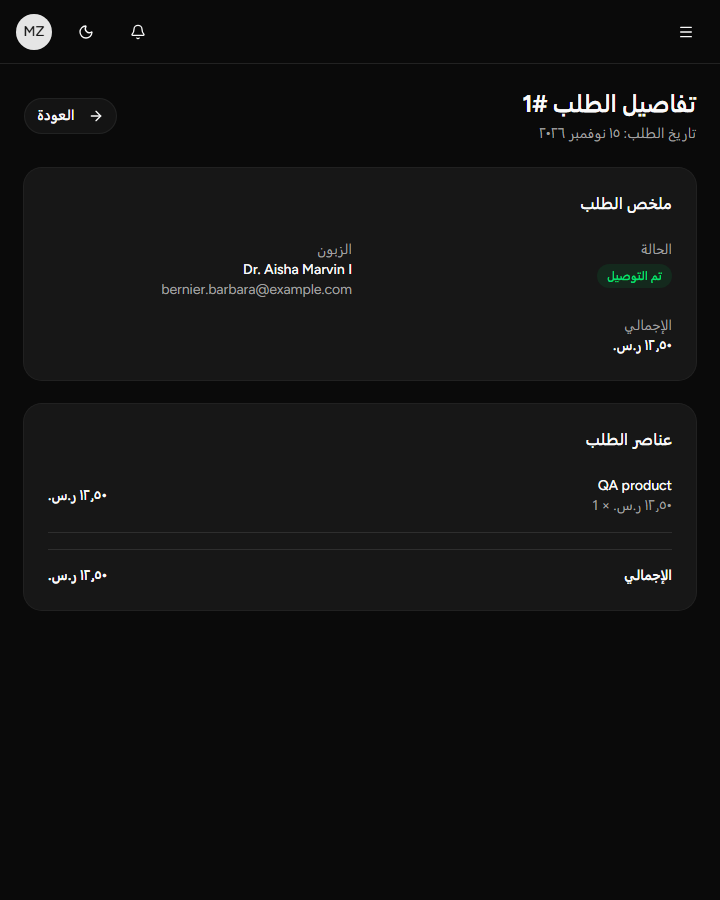 MZ
تفاصيل الطلب #1
تاريخ الطلب: ١٥ نوفمبر ٢٠٢٦
العودة
ملخص الطلب
الحالة
تم التوصيل
الزبون
Dr. Aisha Marvin I
bernier.barbara@example.com
الإجمالي
١٢٫٥٠ ر.س.
عناصر الطلب
QA product
١٢٫٥٠ ر.س. × 1
١٢٫٥٠ ر.س.
الإجمالي
١٢٫٥٠ ر.س.